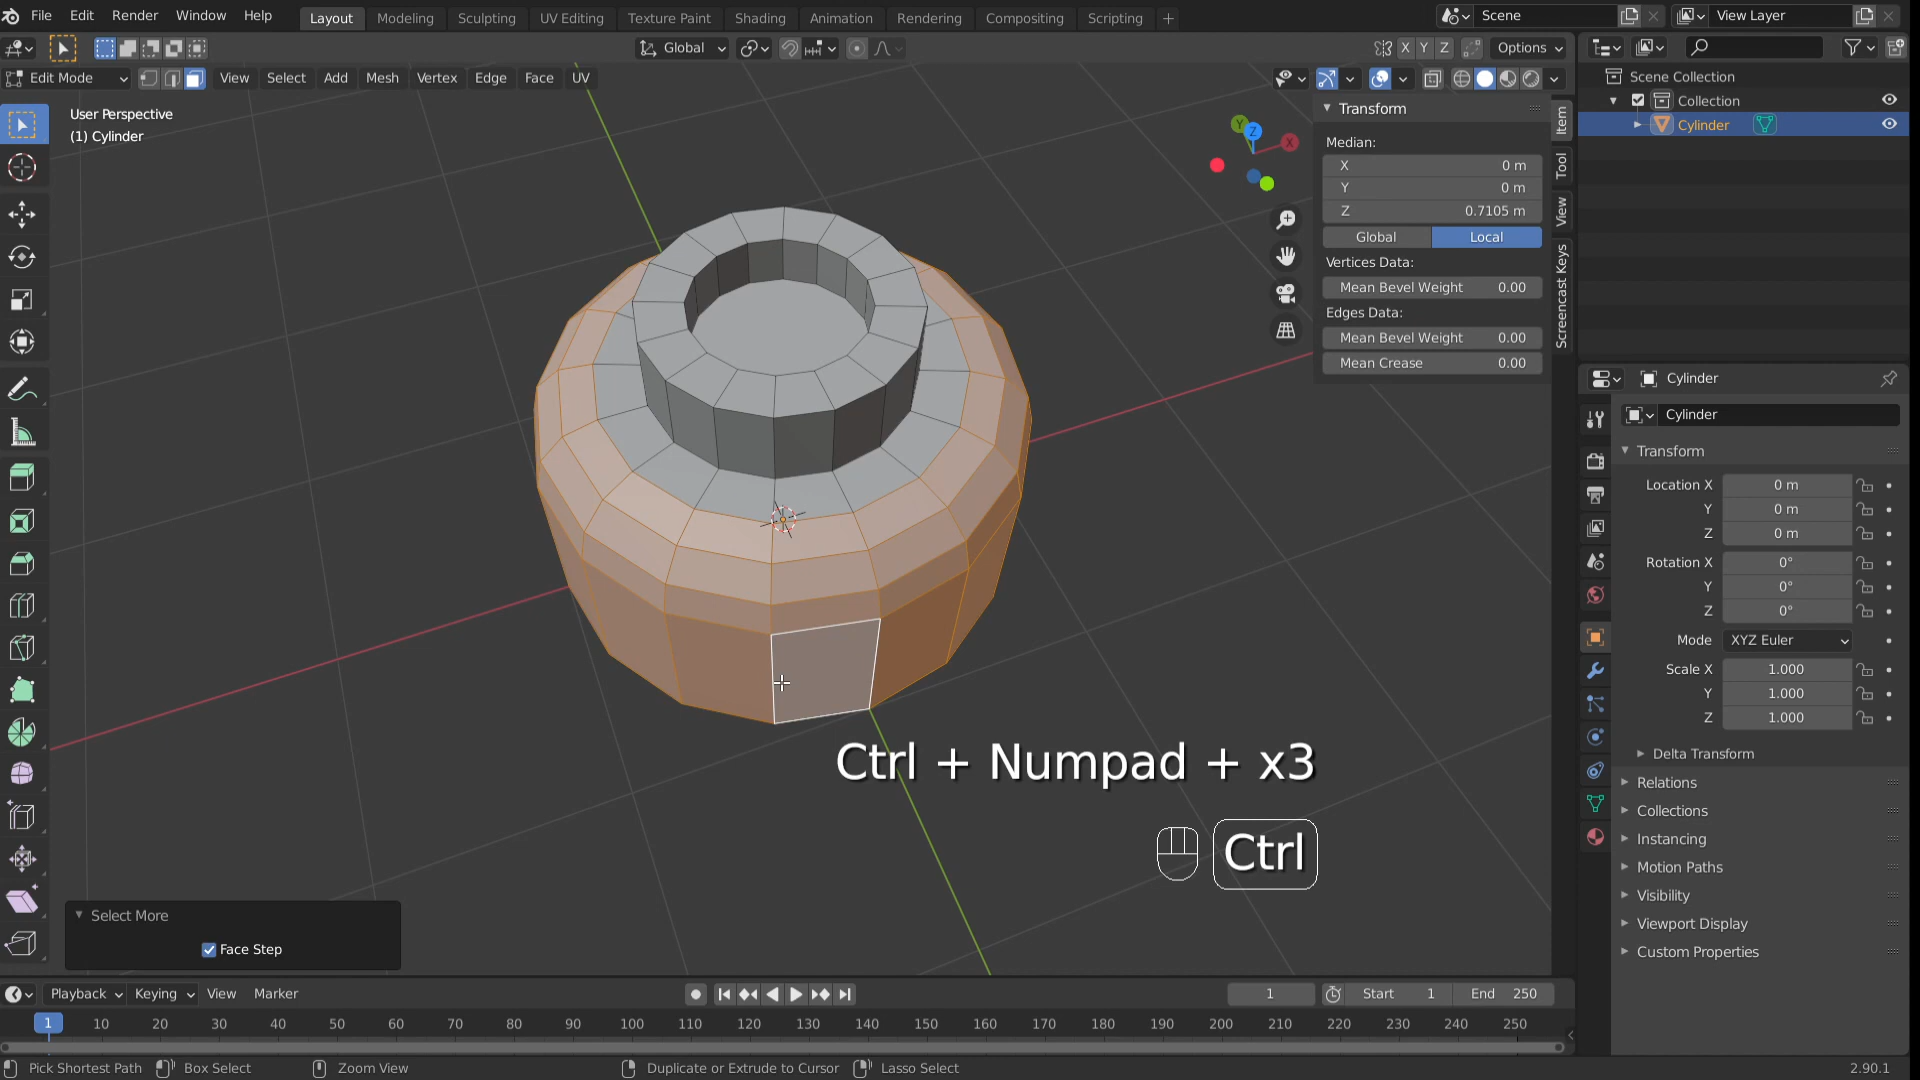 File Edit Render Window Help Layout Modeling Sculpting UV Editing Texture Paint Shading Animation Rendering Compositing Scripting + Scene View Layer
Global X Y Z Options
Edit Mode View Select Add Mesh Vertex Edge Face UV
User Perspective
(1) Cylinder
Y Z X
Transform
Median:
X 0 m
Y 0 m
Z 0.7105 m
Global Local
Vertices Data:
Mean Bevel Weight 0.00
Edges Data:
Mean Bevel Weight 0.00
Mean Crease 0.00
Item
Tool
View
Screencast Keys
Scene Collection
Collection
Cylinder
Cylinder
Cylinder
Transform
Location X 0 m
Y 0 m
Z 0 m
Rotation X 0°
Y 0°
Z 0°
Mode XYZ Euler
Scale X 1.000
Y 1.000
Z 1.000
Delta Transform
Relations
Collections
Instancing
Motion Paths
Visibility
Viewport Display
Custom Properties
Ctrl + Numpad + x3
Ctrl
Select More
Face Step
Playback Keying View Marker 1 Start 1 End 250
1 10 20 30 40 50 60 70 80 90 100 110 120 130 140 150 160 170 180 190 200 210 220 230 240 250
Pick Shortest Path Box Select Zoom View Duplicate or Extrude to Cursor Lasso Select 2.90.1